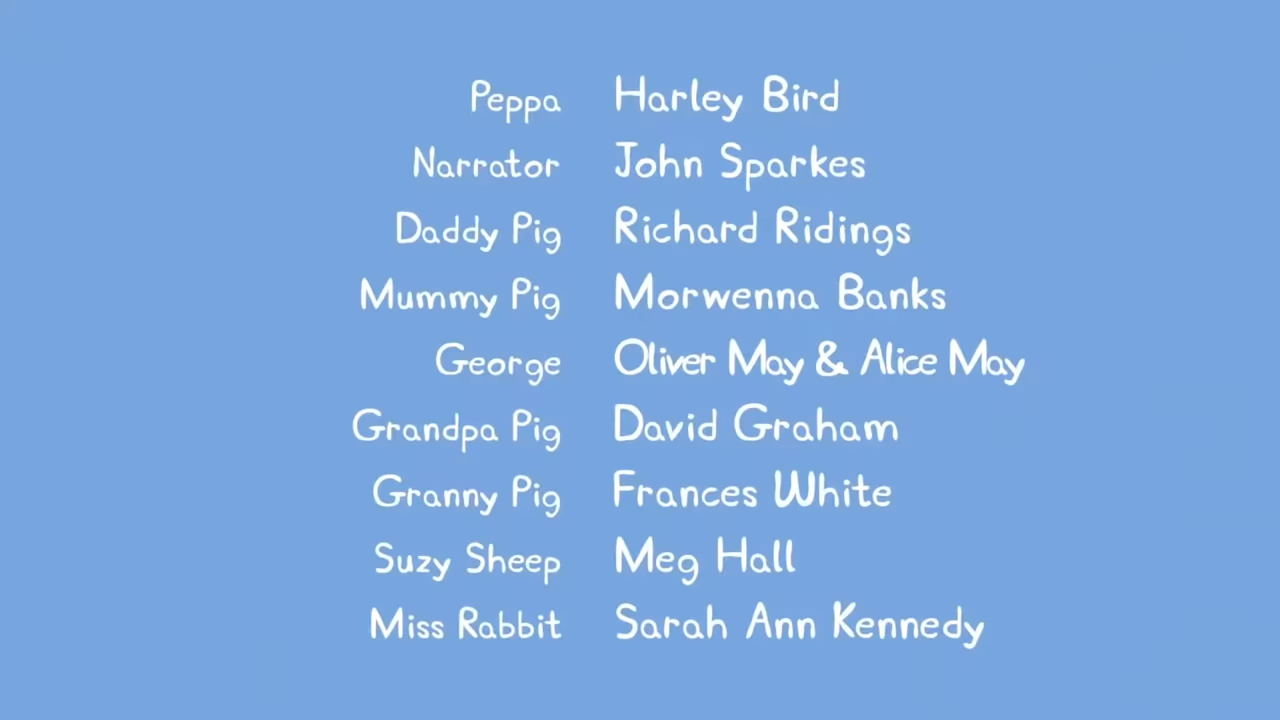 Peppa Harley Bird
Narrator John Sparkes
Daddy Pig Richard Ridings
Mummy Pig Morwenna Banks
George Oliver May & Alice May
Grandpa Pig David Graham
Granny Pig Frances White
Suzy Sheep Meg Hall
Miss Rabbit Sarah Ann Kennedy